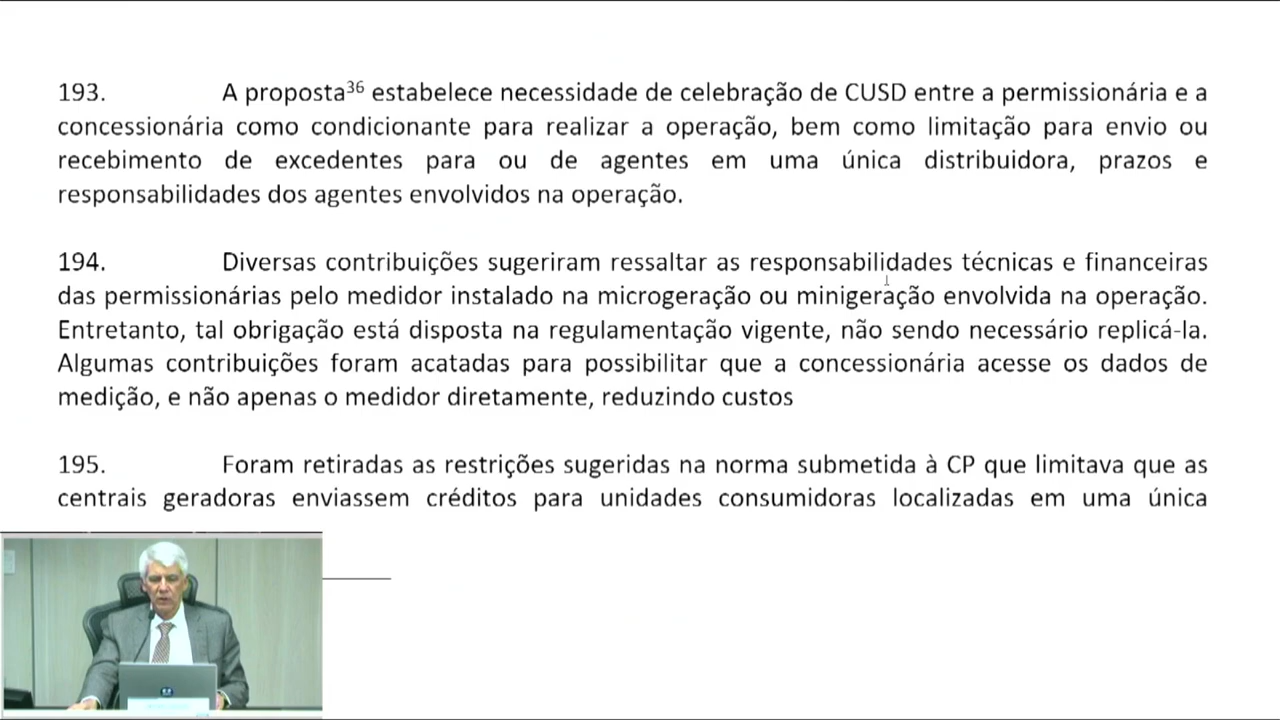 193. A proposta³⁶ estabelece necessidade de celebração de CUSD entre a permissionária e a
concessionária como condicionante para realizar a operação, bem como limitação para envio ou
recebimento de excedentes para ou de agentes em uma única distribuidora, prazos e
responsabilidades dos agentes envolvidos na operação.
194. Diversas contribuições sugeriram ressaltar as responsabilidades técnicas e financeiras
das permissionárias pelo medidor instalado na microgeração ou minigeração envolvida na operação.
Entretanto, tal obrigação está disposta na regulamentação vigente, não sendo necessário replicá-la.
Algumas contribuições foram acatadas para possibilitar que a concessionária acesse os dados de
medição, e não apenas o medidor diretamente, reduzindo custos
195. Foram retiradas as restrições sugeridas na norma submetida à CP que limitava que as
centrais geradoras enviassem créditos para unidades consumidoras localizadas em uma única